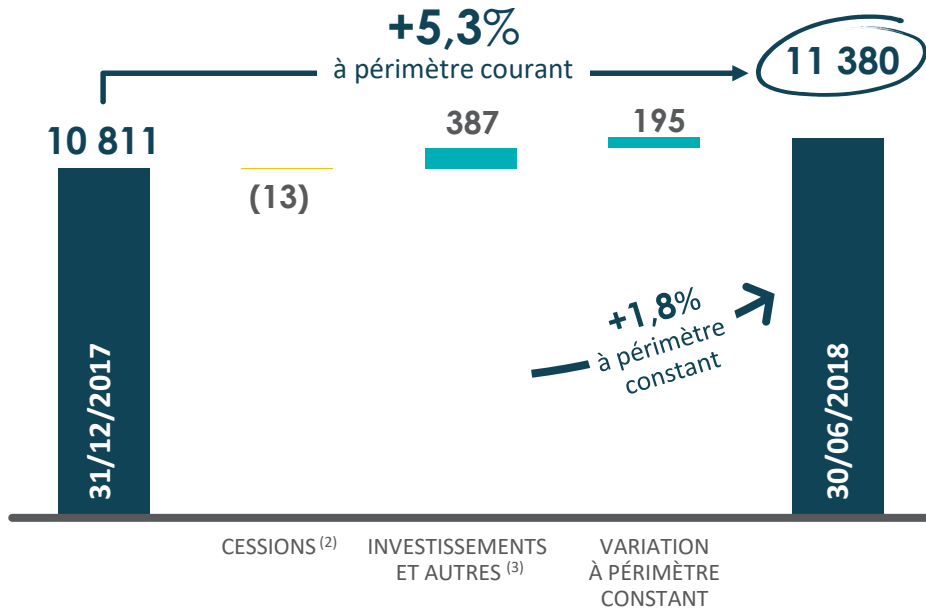 +5,3%
à périmètre courant
11 380
10 811
387
195
(13)
+1,8%
à périmètre
constant
31/12/2017
30/06/2018
CESSIONS (2)
INVESTISSEMENTS
ET AUTRES (3)
VARIATION
À PÉRIMÈTRE
CONSTANT